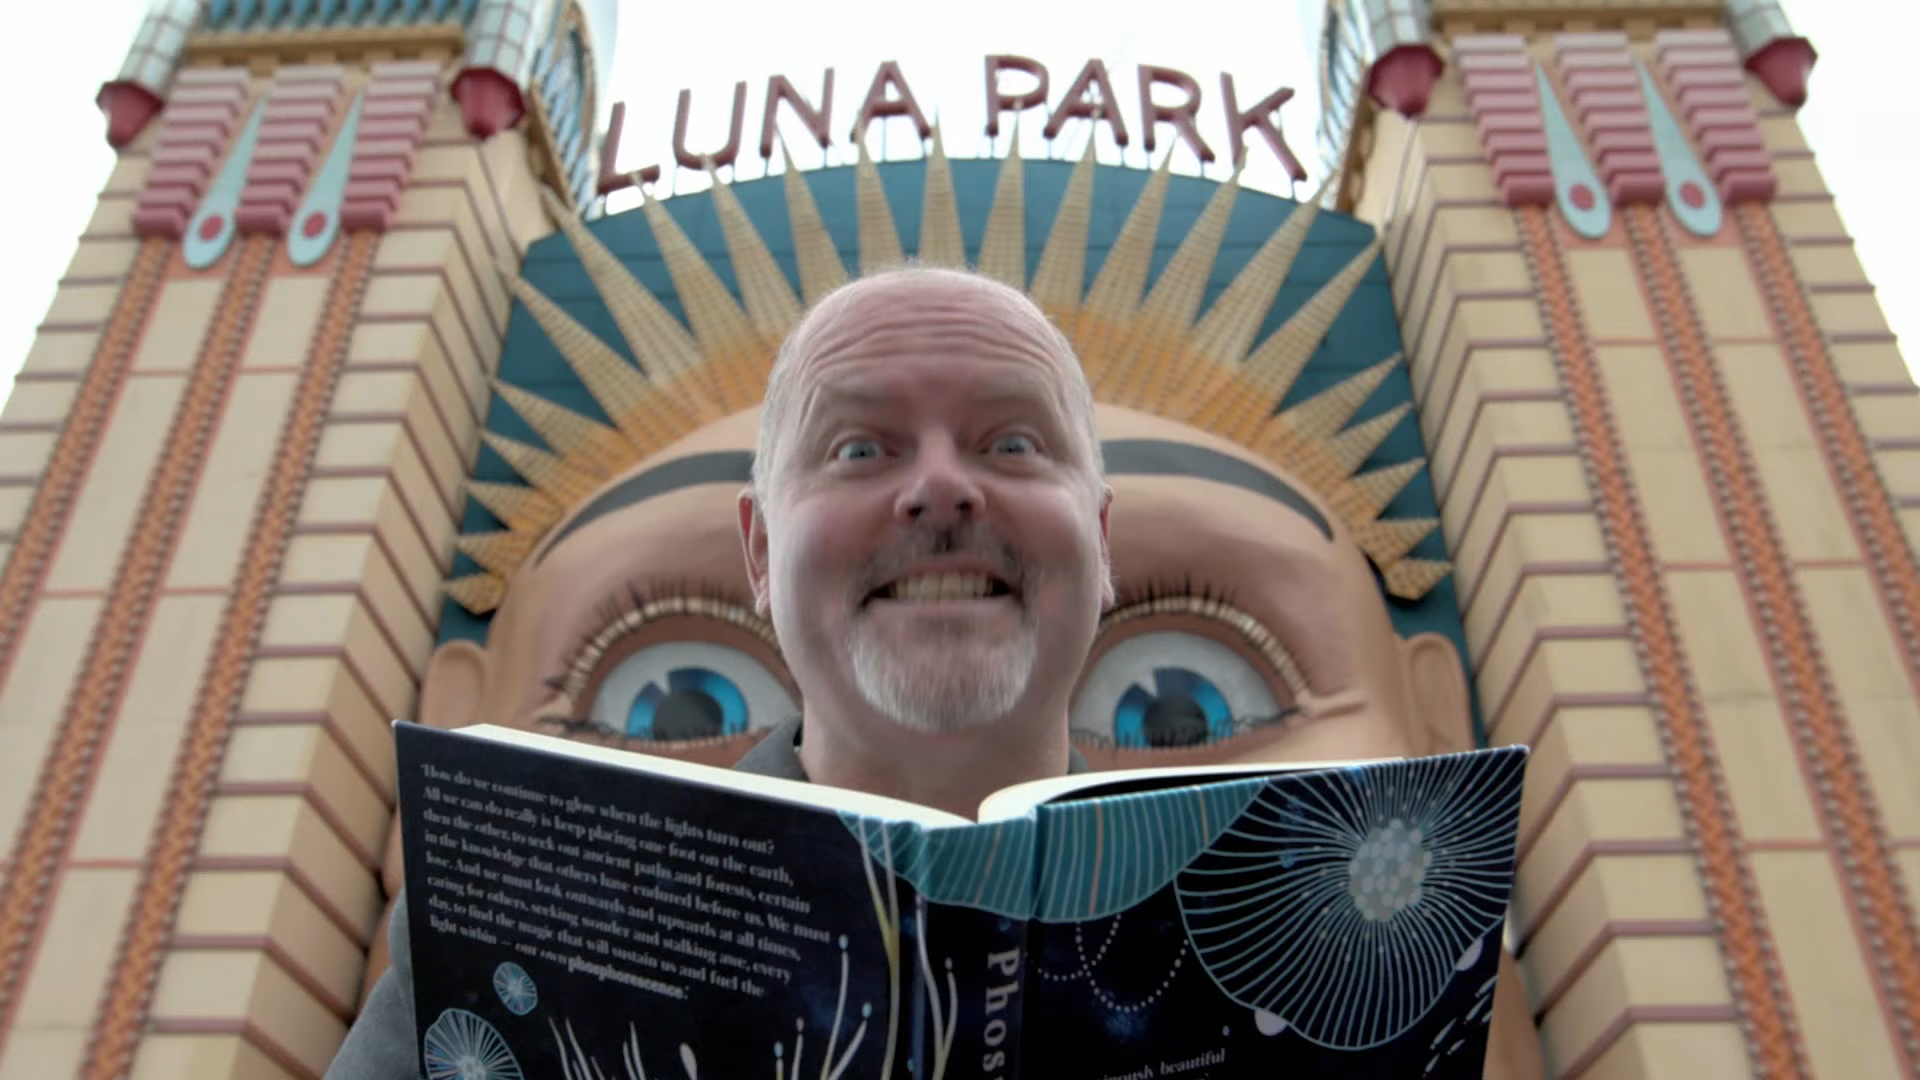 LUNA PARK
'How do we continue to glow when the lights turn out?
All we can do really is keep placing one foot on the earth,
then the other, to seek out ancient paths and forests, certain
in the knowledge that others have endured before us. We must
love. And we must look outwards and upwards at all times,
caring for others, seeking wonder and stalking awe, every
day, to find the magic that will sustain us and fuel the
light within – our own phosphorescence.'
Phos
beautiful